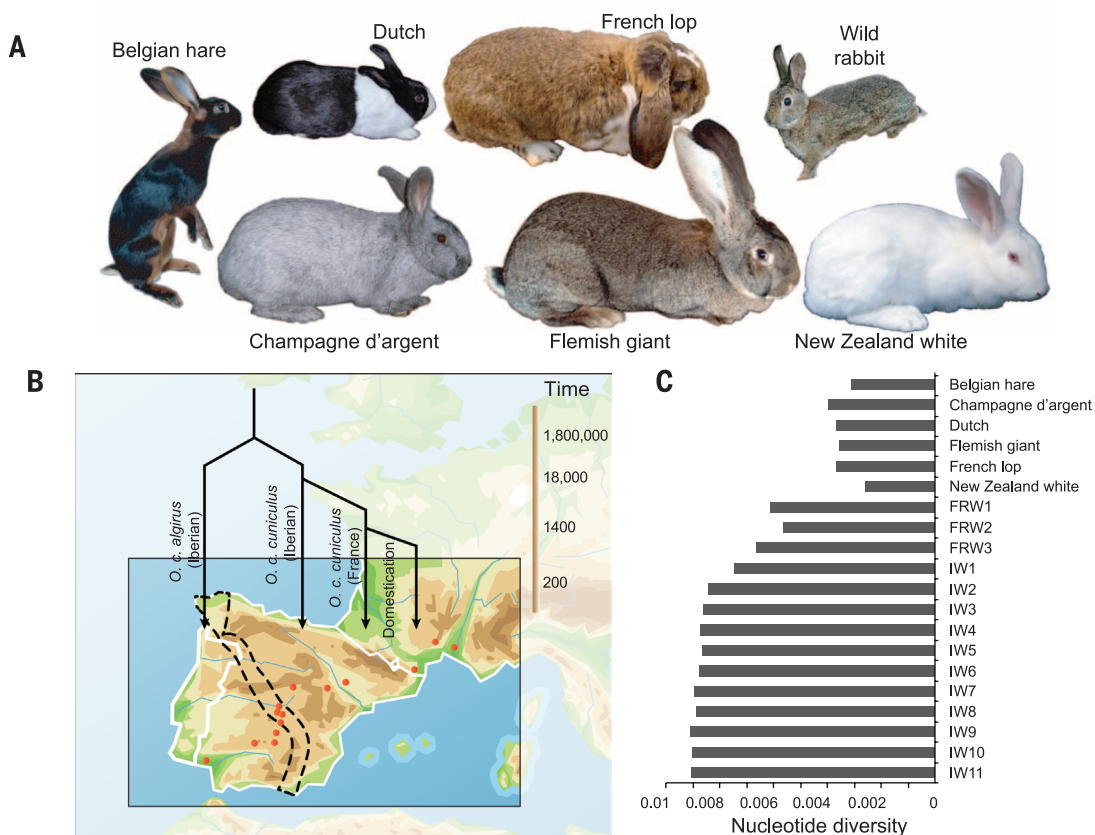 A
Belgian hare
Dutch
French lop
Wild
rabbit
Champagne d’argent
Flemish giant
New Zealand white
B
Time
1,800,000
18,000
1400
200
O. c. algirus
(Iberian)
O. c. cuniculus
(Iberian)
O. c. cuniculus
(France)
Domestication
C
Belgian hare
Champagne d’argent
Dutch
Flemish giant
French lop
New Zealand white
FRW1
FRW2
FRW3
IW1
IW2
IW3
IW4
IW5
IW6
IW7
IW8
IW9
IW10
IW11
0.01 0.008 0.006 0.004 0.002 0
Nucleotide diversity